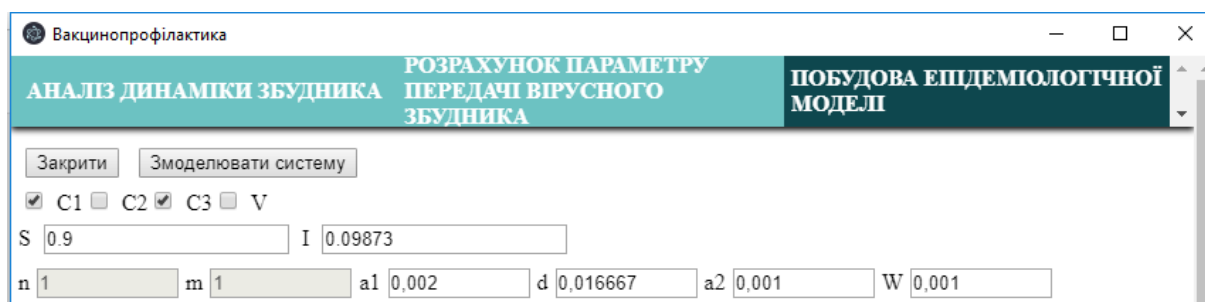 Вакцинопрофілактика
АНАЛІЗ ДИНАМІКИ ЗБУДНИКА
РОЗРАХУНОК ПАРАМЕТРУ
ПЕРЕДАЧІ ВІРУСНОГО
ЗБУДНИКА
ПОБУДОВА ЕПІДЕМІОЛОГІЧНОЇ
МОДЕЛІ
Закрити Змоделювати систему
C1 C2 C3 V
S 0.9 I 0.09873
n 1 m 1 a1 0,002 d 0,016667 a2 0,001 W 0,001